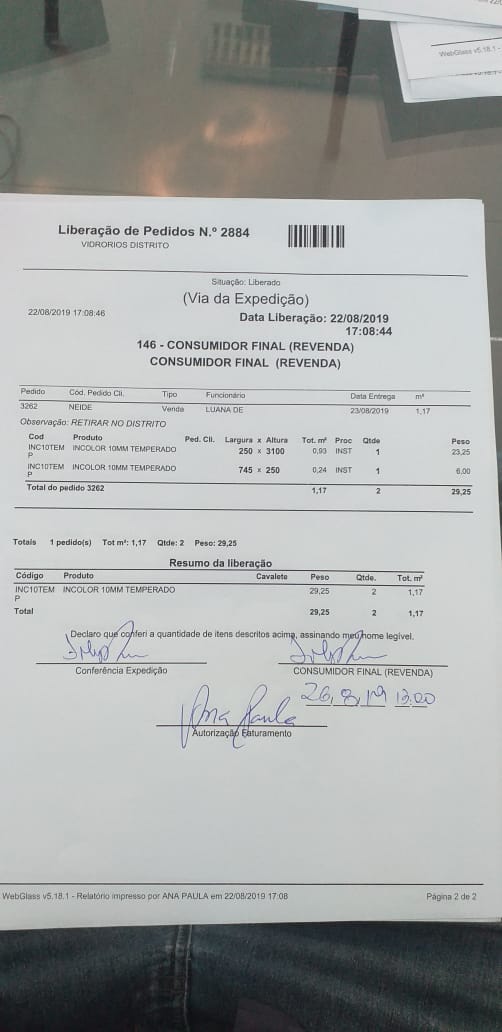 WebGlass v5.18.1 -
Liberação de Pedidos N.º 2884
VIDRORIOS DISTRITO
Situação: Liberado
(Via da Expedição)
22/08/2019 17:08:46
Data Liberação: 22/08/2019
17:08:44
146 - CONSUMIDOR FINAL (REVENDA)
CONSUMIDOR FINAL (REVENDA)
Pedido Cód. Pedido Cli. Tipo Funcionário Data Entrega m²
3262 NEIDE Venda LUANA DE 23/08/2019 1,17
Observação: RETIRAR NO DISTRITO
Cod Produto Ped. Cli. Largura x Altura Tot. m² Proc Qtde Peso
INC10TEM INCOLOR 10MM TEMPERADO 250 x 3100 0,93 INST 1 23,25
P
INC10TEM INCOLOR 10MM TEMPERADO 745 x 250 0,24 INST 1 6,00
P
Total do pedido 3262 1,17 2 29,25
Totais 1 pedido(s) Tot m²: 1,17 Qtde: 2 Peso: 29,25
Resumo da liberação
Código Produto Cavalete Peso Qtde. Tot. m²
INC10TEM INCOLOR 10MM TEMPERADO 29,25 2 1,17
P
Total 29,25 2 1,17
Declaro que conferi a quantidade de itens descritos acima, assinando meu nome legível.
Conferência Expedição CONSUMIDOR FINAL (REVENDA)
26,8,19 13:00
Ana Paula
Autorização Faturamento
WebGlass v5.18.1 - Relatório impresso por ANA PAULA em 22/08/2019 17:08 Página 2 de 2